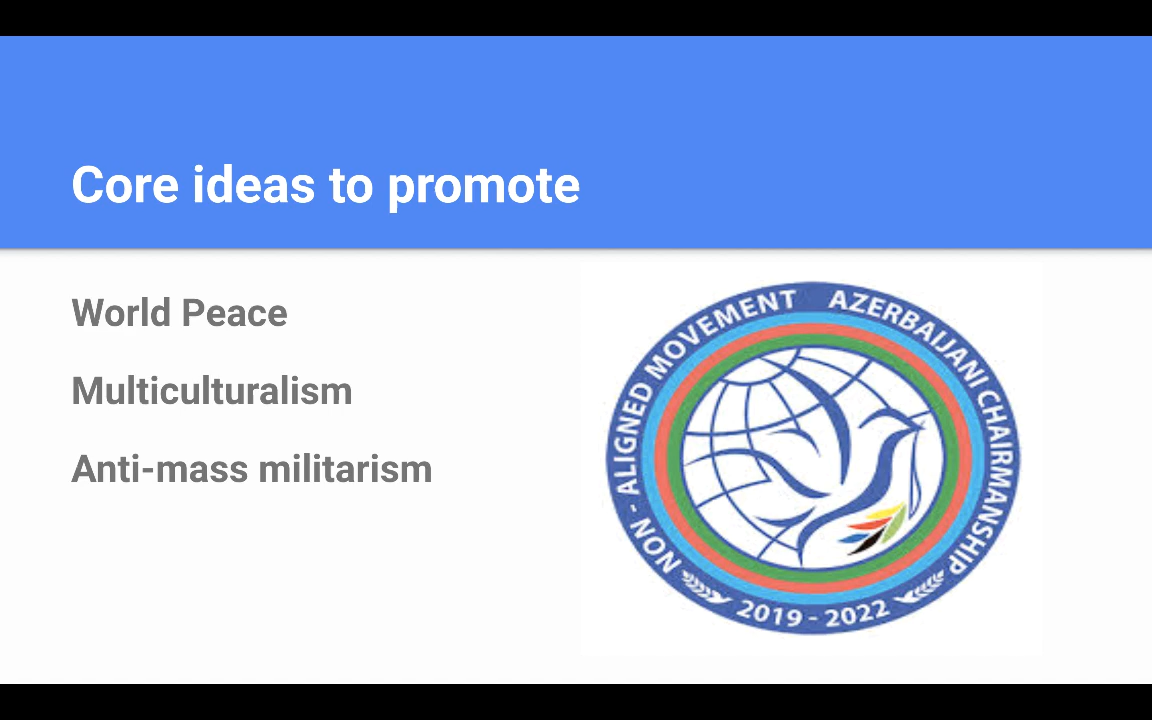 Core ideas to promote
World Peace
Multiculturalism
Anti-mass militarism
NON - ALIGNED MOVEMENT AZERBAIJANI CHAIRMANSHIP
2019 - 2022